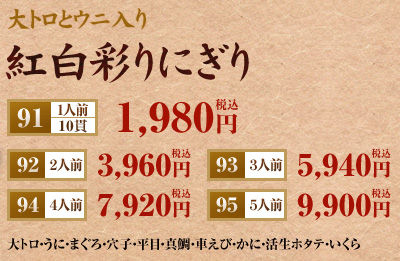 大トロとウニ入り
紅白彩りにぎり
91 1人前 10貫 1,980円 税込
92 2人前 3,960円 税込 93 3人前 5,940円 税込
94 4人前 7,920円 税込 95 5人前 9,900円 税込
大トロ・うに・まぐろ・穴子・平目・真鯛・車えび・かに・活生ホタテ・いくら